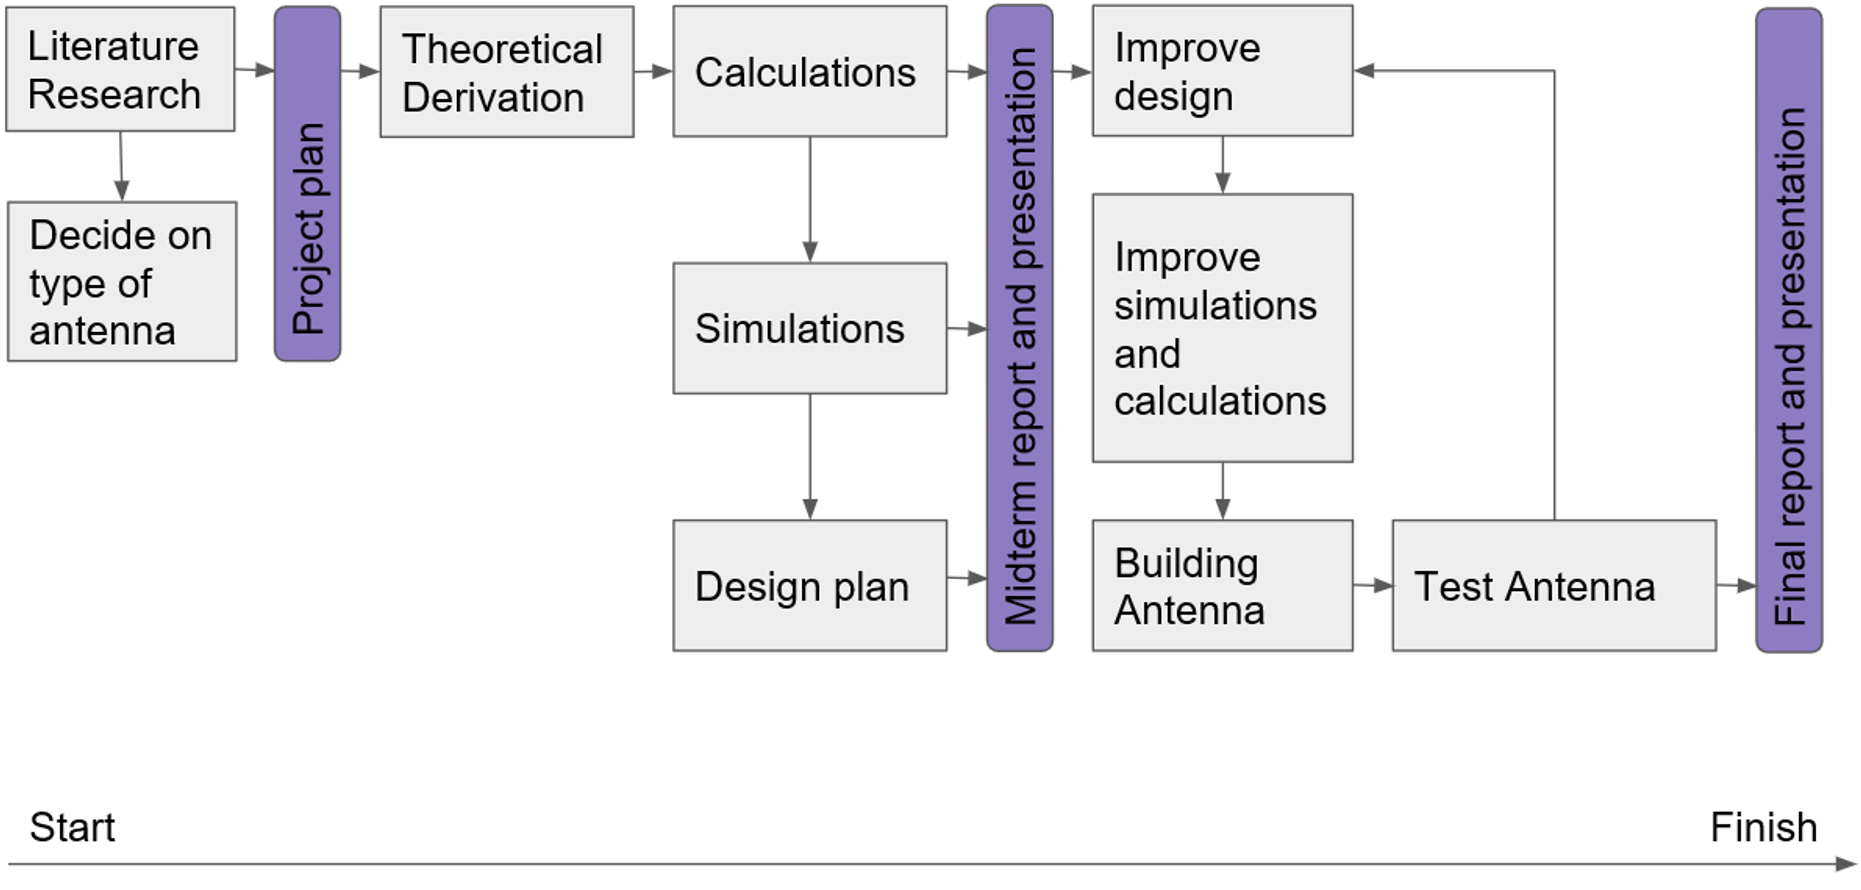 Literature
Research
Decide on
type of
antenna
Project plan
Theoretical
Derivation
Calculations
Simulations
Design plan
Midterm report and presentation
Improve
design
Improve
simulations
and
calculations
Building
Antenna
Test Antenna
Final report and presentation
Start
Finish